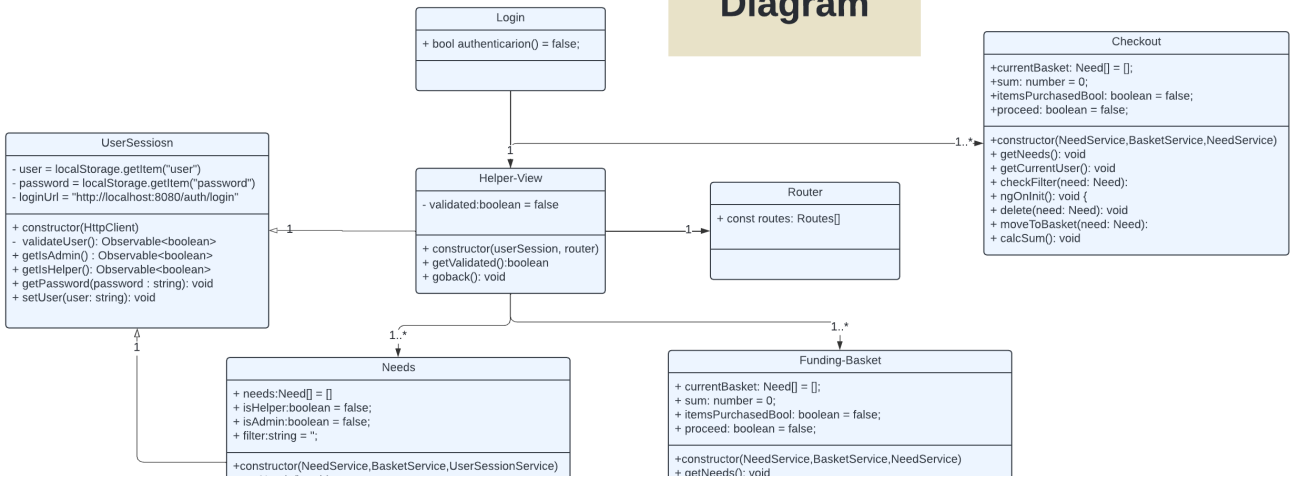 Diagram
Login
+ bool authenticarion() = false;
Checkout
+currentBasket: Need[] = [];
+sum: number = 0;
+itemsPurchasedBool: boolean = false;
+proceed: boolean = false;
+constructor(NeedService,BasketService,NeedService)
+ getNeeds(): void
+ getCurrentUser(): void
+ checkFilter(need: Need):
+ ngOnInit(): void {
+ delete(need: Need): void
+ moveToBasket(need: Need):
+ calcSum(): void
UserSessiosn
- user = localStorage.getItem("user")
- password = localStorage.getItem("password")
- loginUrl = "http://localhost:8080/auth/login"
+ constructor(HttpClient)
- validateUser(): Observable<boolean>
+ getIsAdmin() : Observable<boolean>
+ getIsHelper(): Observable<boolean>
+ getPassword(password : string): void
+ setUser(user: string): void
1
1..*
Helper-View
- validated:boolean = false
+ constructor(userSession, router)
+ getValidated():boolean
+ goback(): void
1
1
Router
+ const routes: Routes[]
1
1..*
1..*
Needs
+ needs:Need[] = []
+ isHelper:boolean = false;
+ isAdmin:boolean = false;
+ filter:string = '';
+constructor(NeedService,BasketService,UserSessionService)
Funding-Basket
+ currentBasket: Need[] = [];
+ sum: number = 0;
+ itemsPurchasedBool: boolean = false;
+ proceed: boolean = false;
+constructor(NeedService,BasketService,NeedService)
+ getNeeds(): void